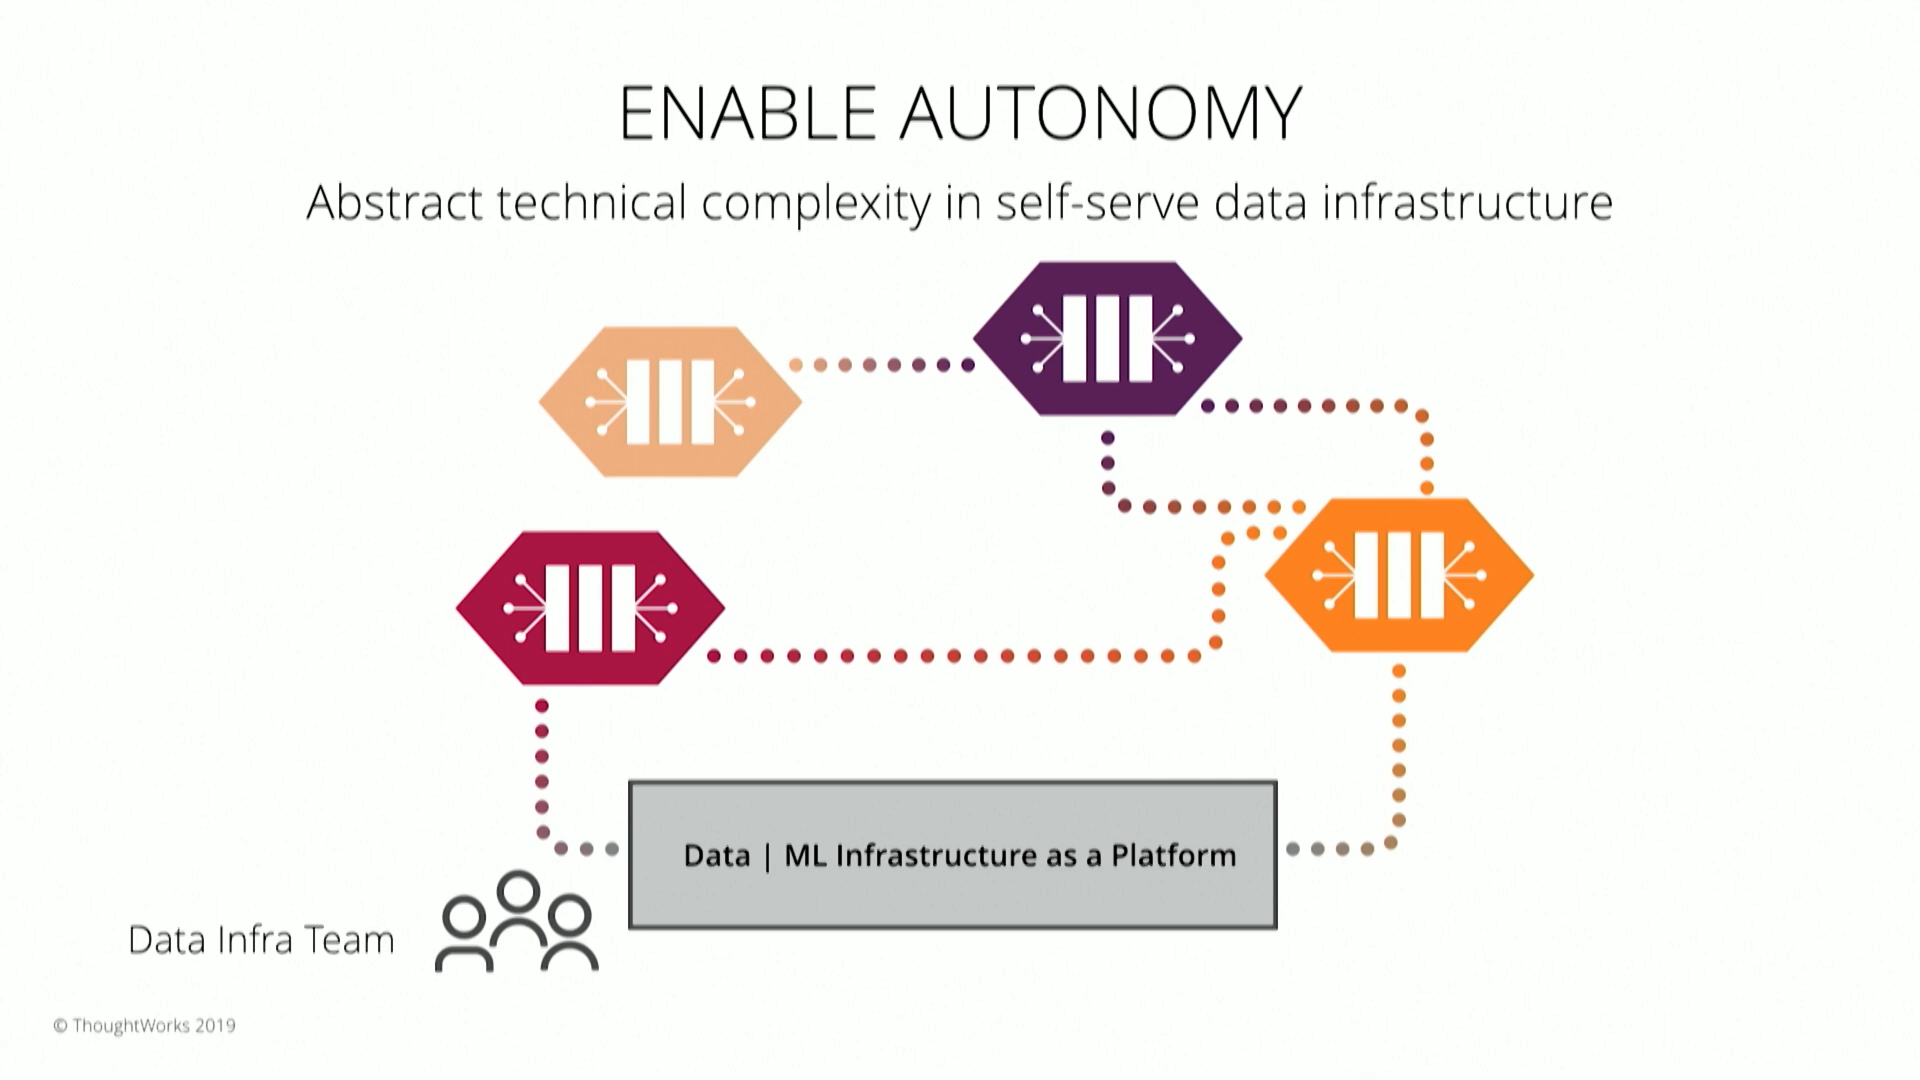 ENABLE AUTONOMY
Abstract technical complexity in self-serve data infrastructure
Data | ML Infrastructure as a Platform
Data Infra Team
© ThoughtWorks 2019